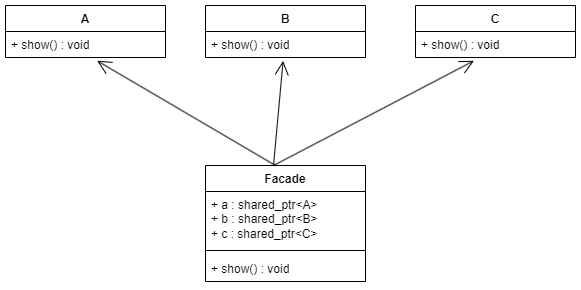 A
+ show() : void
B
+ show() : void
C
+ show() : void
Facade
+ a : shared_ptr<A>
+ b : shared_ptr<B>
+ c : shared_ptr<C>
+ show() : void